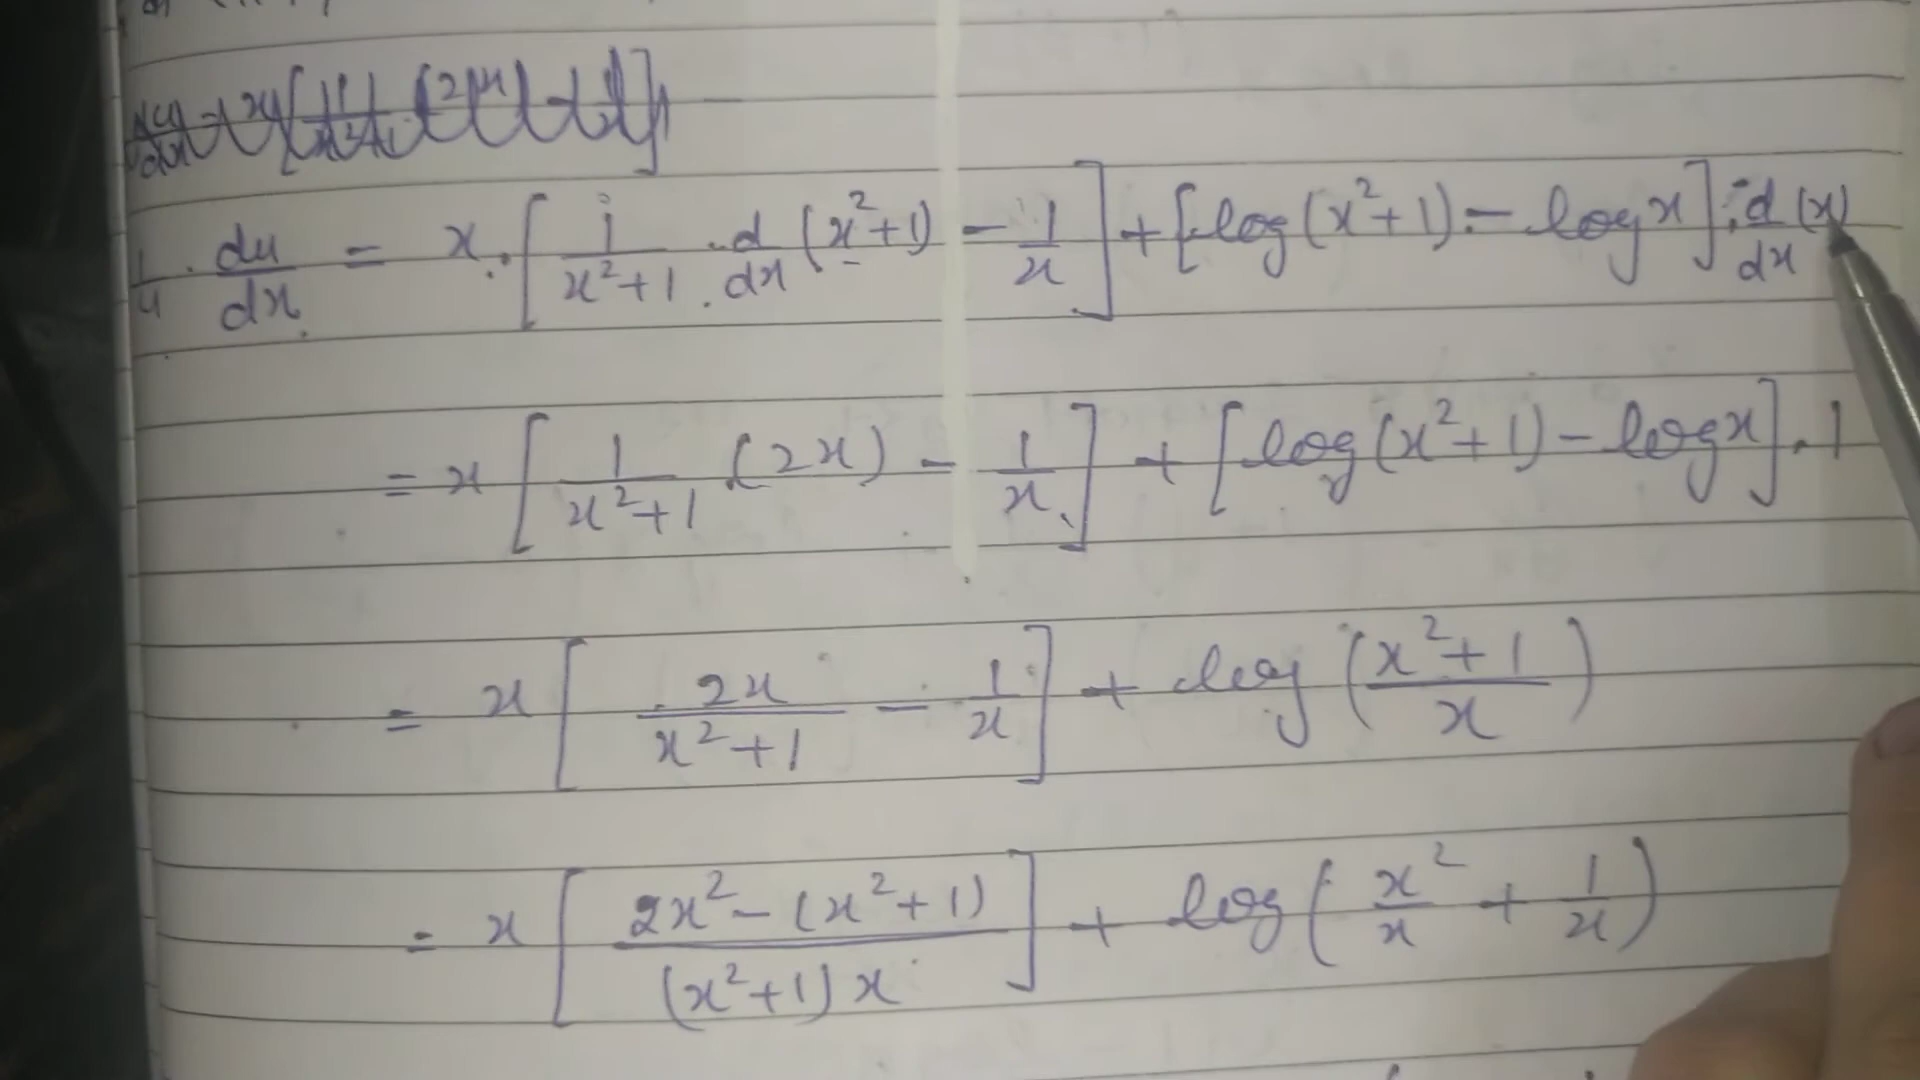 1/u · du/dx = x · [ 1/(x²+1) · d/dx (x²+1) - 1/x ] + [log(x²+1) - log x] · d/dx (x)
= x [ 1/(x²+1) · (2x) - 1/x ] + [log(x²+1) - log x] · 1
= x [ 2x/(x²+1) - 1/x ] + log ( (x²+1)/x )
= x [ (2x² - (x²+1))/((x²+1)x) ] + log ( x²/x + 1/x )